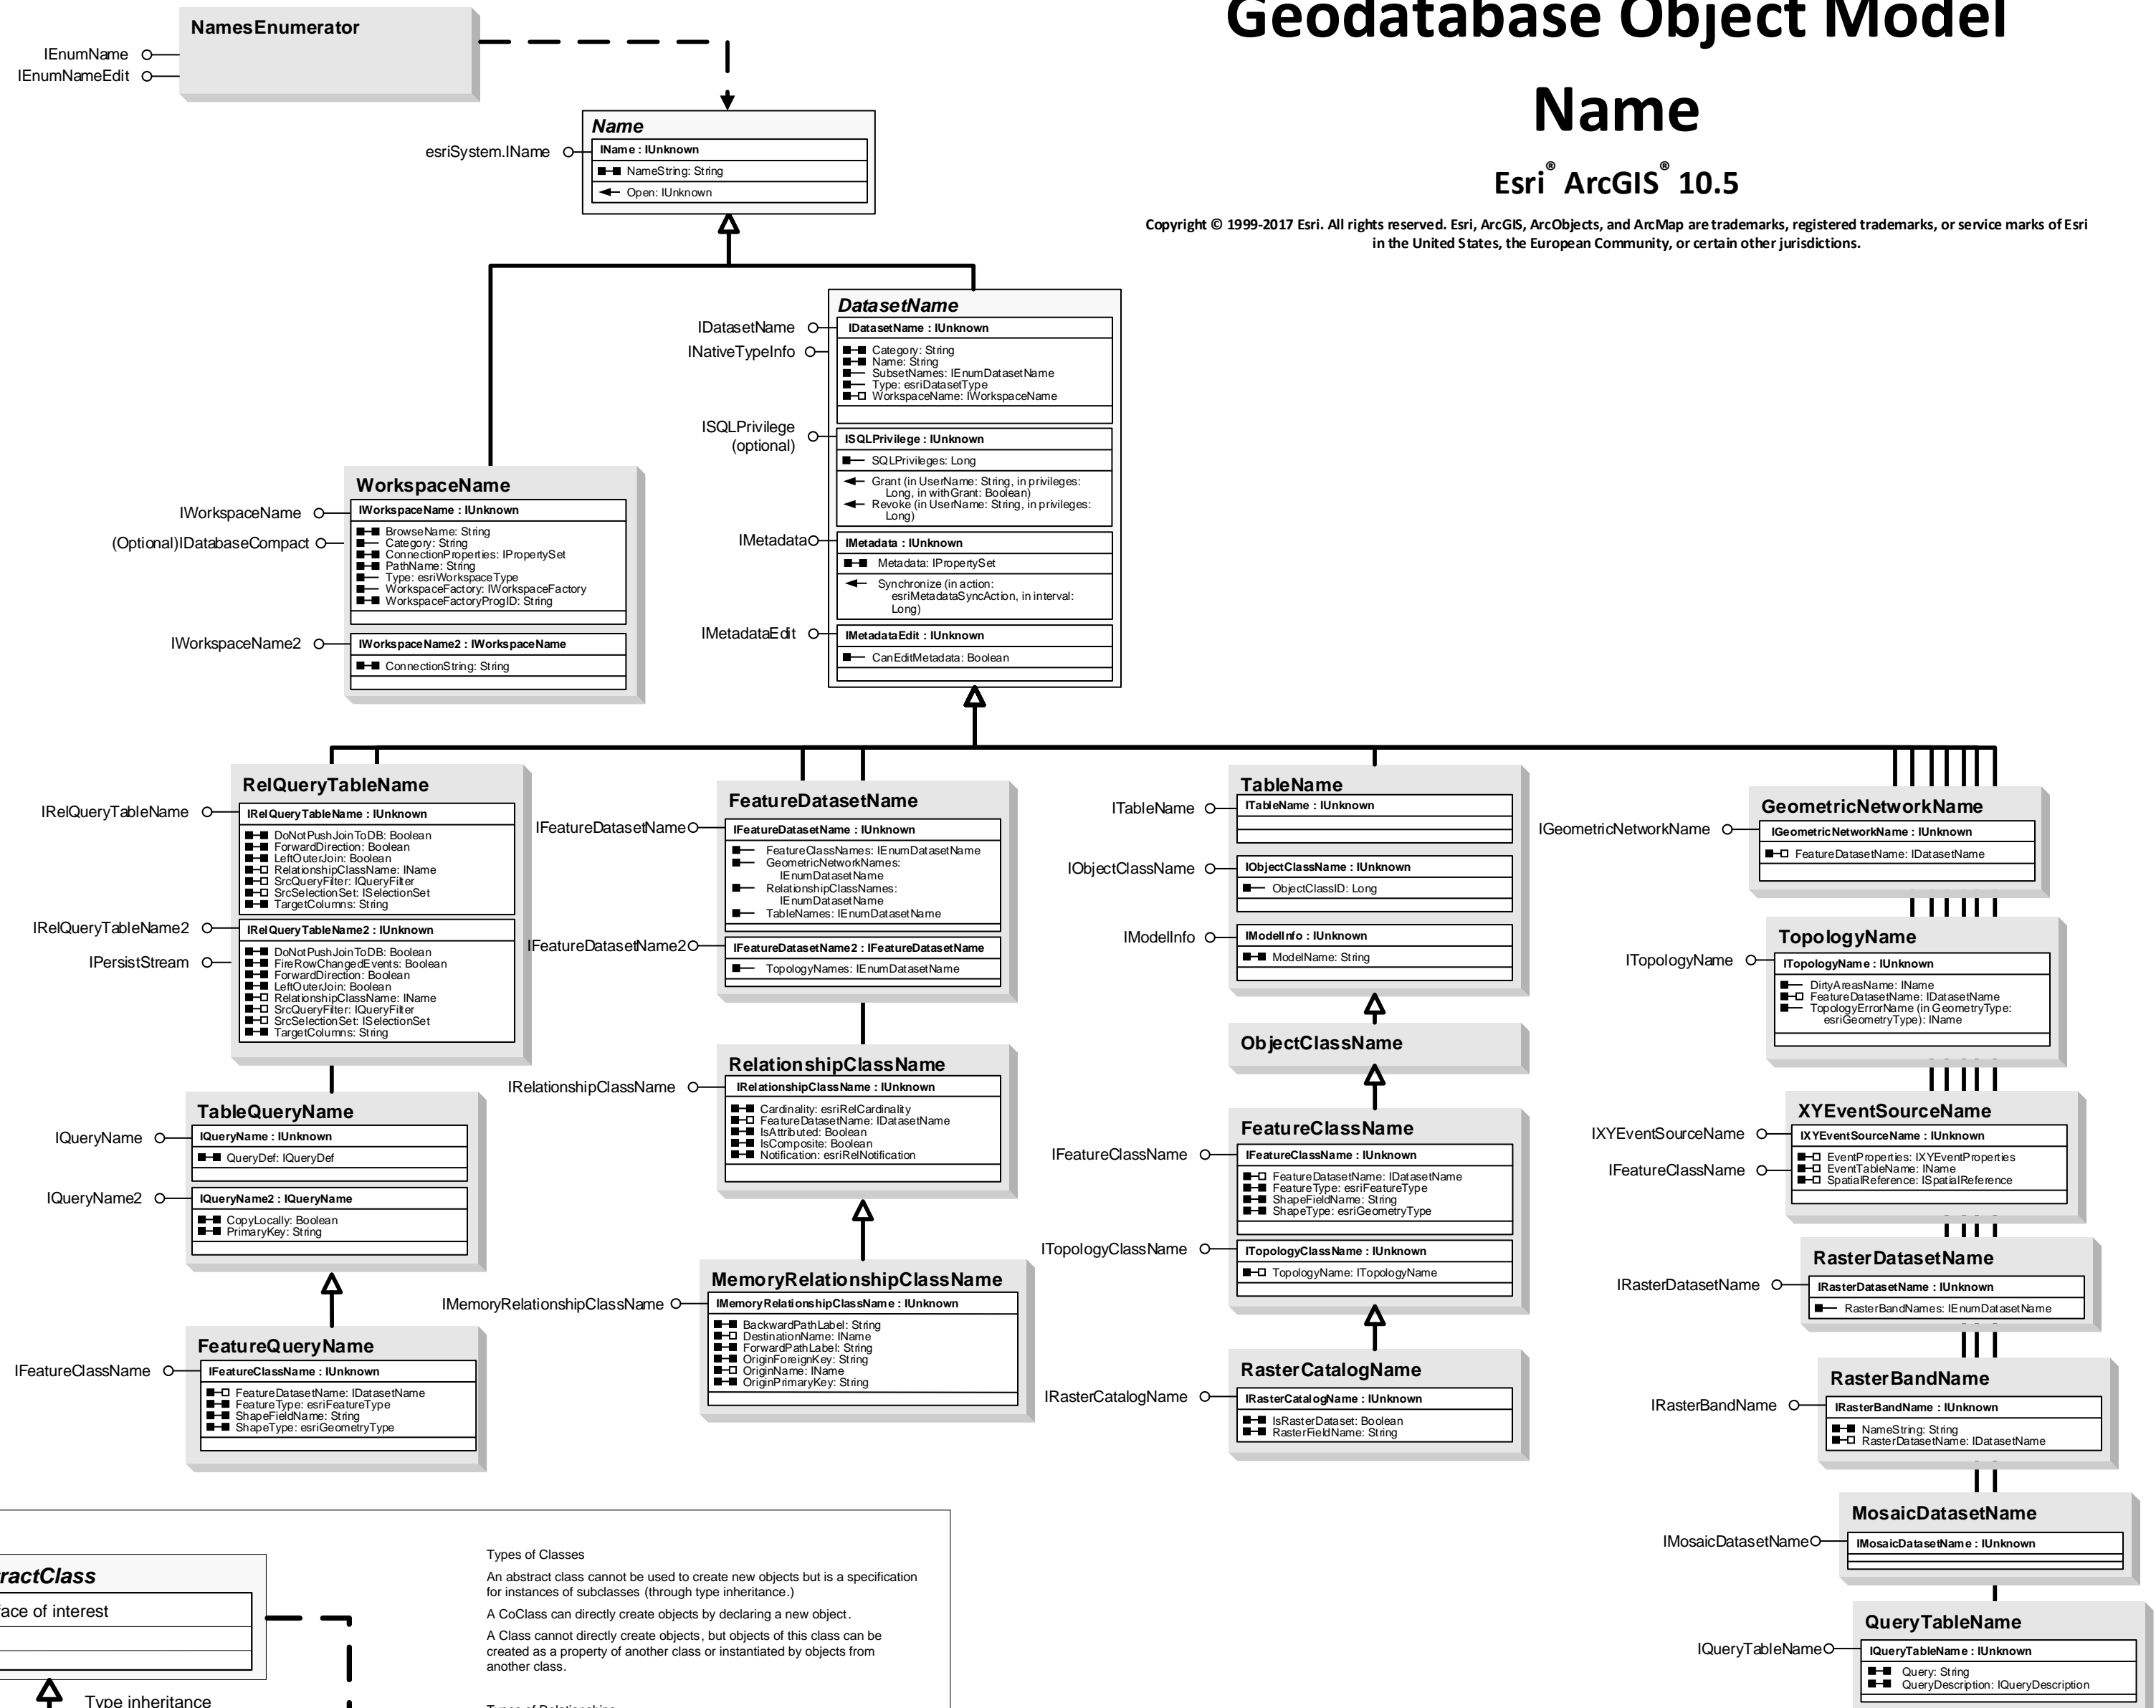 Geodatabase Object Model
Name
Esri® ArcGIS® 10.5
Copyright © 1999-2017 Esri. All rights reserved. Esri, ArcGIS, ArcObjects, and ArcMap are trademarks, registered trademarks, or service marks of Esri
in the United States, the European Community, or certain other jurisdictions.
NamesEnumerator
IEnumName
IEnumNameEdit
Name
esriSystem.IName
IName : IUnknown
NameString: String
Open: IUnknown
DatasetName
IDatasetName
INativeTypeInfo
IDatasetName : IUnknown
Category: String
Name: String
SubsetNames: IEnumDatasetName
Type: esriDatasetType
WorkspaceName: IWorkspaceName
ISQLPrivilege
(optional)
ISQLPrivilege : IUnknown
SQLPrivileges: Long
Grant (in UserName: String, in privileges:
Long, in withGrant: Boolean)
Revoke (in UserName: String, in privileges:
Long)
IMetadata
IMetadata : IUnknown
Metadata: IPropertySet
Synchronize (in action:
esriMetadataSyncAction, in interval:
Long)
IMetadataEdit
IMetadataEdit : IUnknown
CanEditMetadata: Boolean
WorkspaceName
IWorkspaceName
(Optional)IDatabaseCompact
IWorkspaceName : IUnknown
BrowseName: String
Category: String
ConnectionProperties: IPropertySet
PathName: String
Type: esriWorkspaceType
WorkspaceFactory: IWorkspaceFactory
WorkspaceFactoryProgID: String
IWorkspaceName2
IWorkspaceName2 : IWorkspaceName
ConnectionString: String
RelQueryTableName
IRelQueryTableName
IRelQueryTableName : IUnknown
DoNotPushJoinToDB: Boolean
ForwardDirection: Boolean
LeftOuterJoin: Boolean
RelationshipClassName: IName
SrcQueryFilter: IQueryFilter
SrcSelectionSet: ISelectionSet
TargetColumns: String
IRelQueryTableName2
IPersistStream
IRelQueryTableName2 : IUnknown
DoNotPushJoinToDB: Boolean
FireRowChangedEvents: Boolean
ForwardDirection: Boolean
LeftOuterJoin: Boolean
RelationshipClassName: IName
SrcQueryFilter: IQueryFilter
SrcSelectionSet: ISelectionSet
TargetColumns: String
TableQueryName
IQueryName
IQueryName : IUnknown
QueryDef: IQueryDef
IQueryName2
IQueryName2 : IQueryName
CopyLocally: Boolean
PrimaryKey: String
FeatureQueryName
IFeatureClassName
IFeatureClassName : IUnknown
FeatureDatasetName: IDatasetName
FeatureType: esriFeatureType
ShapeFieldName: String
ShapeType: esriGeometryType
FeatureDatasetName
IFeatureDatasetName
IFeatureDatasetName : IUnknown
FeatureClassNames: IEnumDatasetName
GeometricNetworkNames:
IEnumDatasetName
RelationshipClassNames:
IEnumDatasetName
TableNames: IEnumDatasetName
IFeatureDatasetName2
IFeatureDatasetName2 : IFeatureDatasetName
TopologyNames: IEnumDatasetName
RelationshipClassName
IRelationshipClassName
IRelationshipClassName : IUnknown
Cardinality: esriRelCardinality
FeatureDatasetName: IDatasetName
IsAttributed: Boolean
IsComposite: Boolean
Notification: esriRelNotification
MemoryRelationshipClassName
IMemoryRelationshipClassName
IMemoryRelationshipClassName : IUnknown
BackwardPathLabel: String
DestinationName: IName
ForwardPathLabel: String
OriginForeignKey: String
OriginName: IName
OriginPrimaryKey: String
TableName
ITableName
ITableName : IUnknown
IObjectClassName
IObjectClassName : IUnknown
ObjectClassID: Long
IModelInfo
IModelInfo : IUnknown
ModelName: String
ObjectClassName
FeatureClassName
IFeatureClassName
IFeatureClassName : IUnknown
FeatureDatasetName: IDatasetName
FeatureType: esriFeatureType
ShapeFieldName: String
ShapeType: esriGeometryType
ITopologyClassName
ITopologyClassName : IUnknown
TopologyName: ITopologyName
RasterCatalogName
IRasterCatalogName
IRasterCatalogName : IUnknown
IsRasterDataset: Boolean
RasterFieldName: String
GeometricNetworkName
IGeometricNetworkName
IGeometricNetworkName : IUnknown
FeatureDatasetName: IDatasetName
TopologyName
ITopologyName
ITopologyName : IUnknown
DirtyAreasName: IName
FeatureDatasetName: IDatasetName
TopologyErrorName (in GeometryType:
esriGeometryType): IName
XYEventSourceName
IXYEventSourceName
IFeatureClassName
IXYEventSourceName : IUnknown
EventProperties: IXYEventProperties
EventTableName: IName
SpatialReference: ISpatialReference
RasterDatasetName
IRasterDatasetName
IRasterDatasetName : IUnknown
RasterBandNames: IEnumDatasetName
RasterBandName
IRasterBandName
IRasterBandName : IUnknown
NameString: String
RasterDatasetName: IDatasetName
MosaicDatasetName
IMosaicDatasetName
IMosaicDatasetName : IUnknown
QueryTableName
IQueryTableName
IQueryTableName : IUnknown
Query: String
QueryDescription: IQueryDescription
ractClass
face of interest
Type inheritance
Types of Classes
An abstract class cannot be used to create new objects but is a specification
for instances of subclasses (through type inheritance.)
A CoClass can directly create objects by declaring a new object.
A Class cannot directly create objects, but objects of this class can be
created as a property of another class or instantiated by objects from
another class.